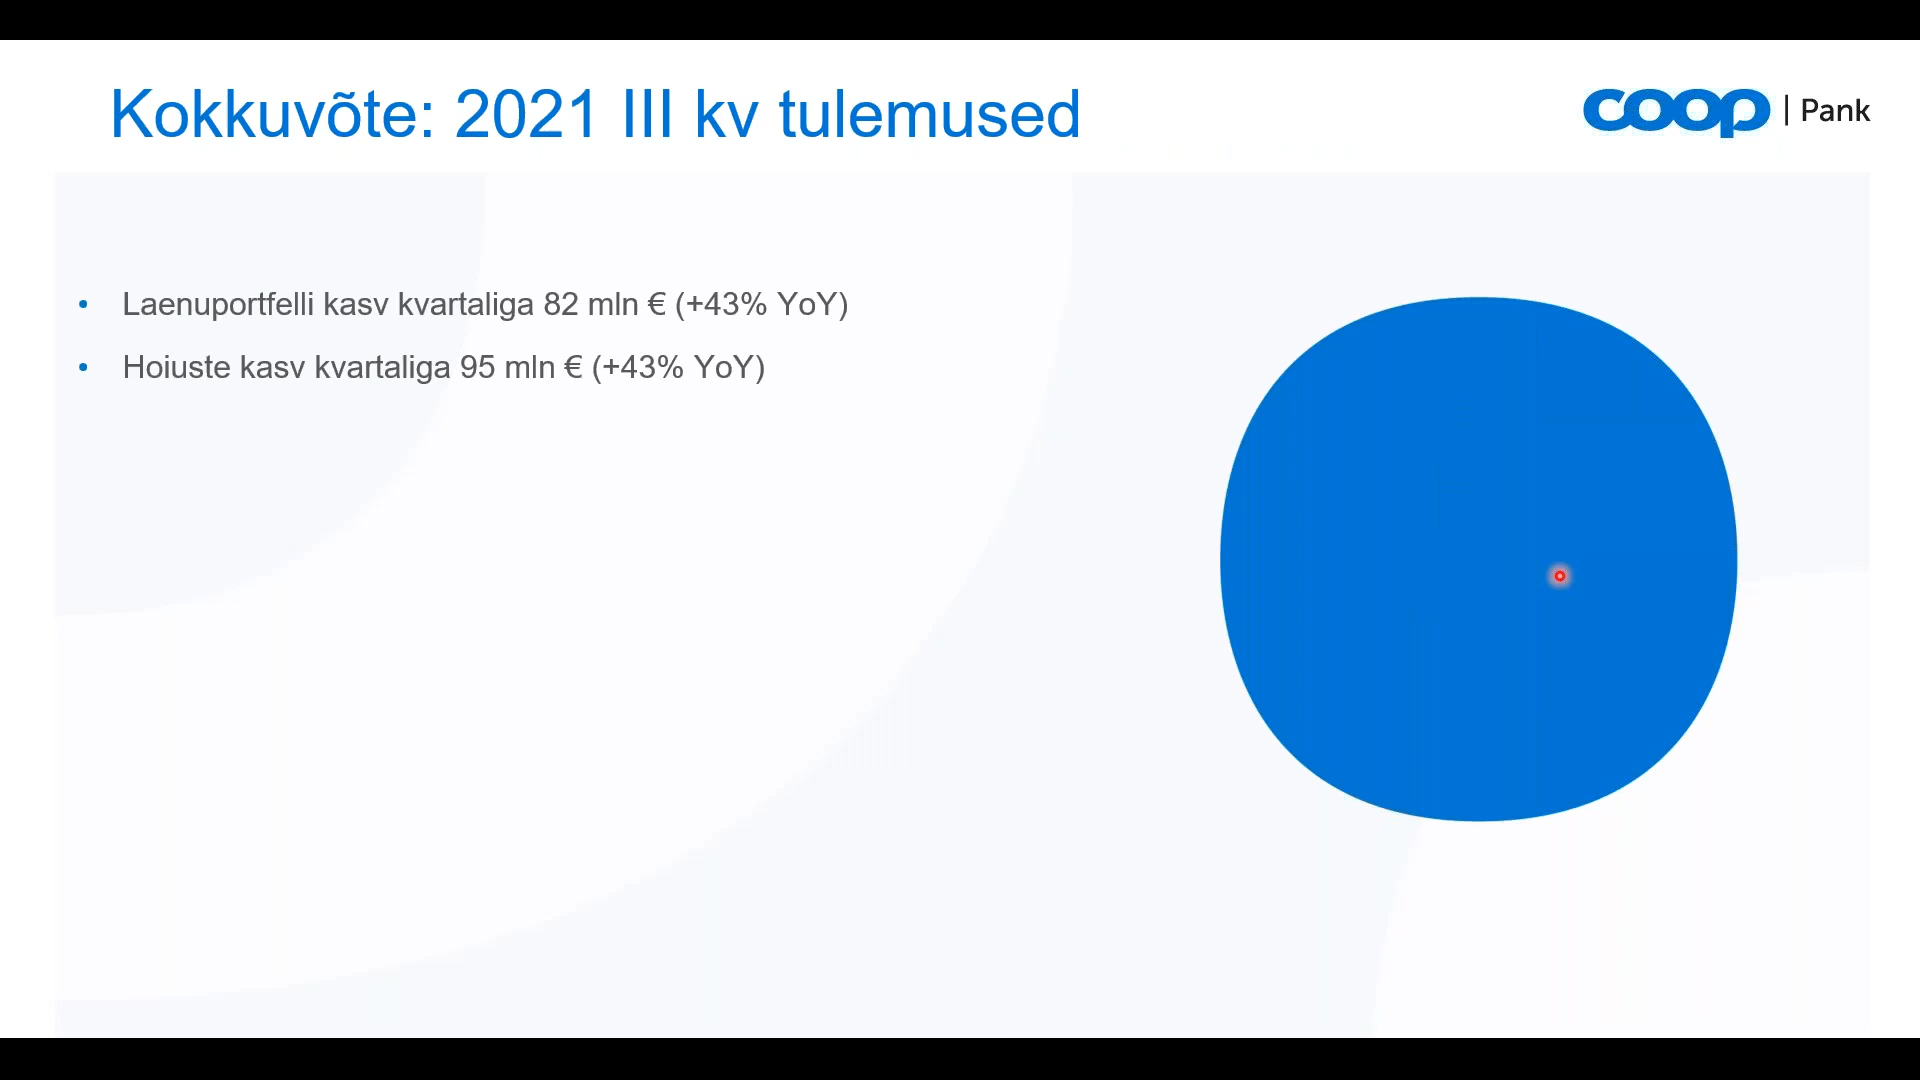 Kokkuvõte: 2021 III kv tulemused
coop | Pank
• Laenuportfelli kasv kvartaliga 82 mln € (+43% YoY)
• Hoiuste kasv kvartaliga 95 mln € (+43% YoY)